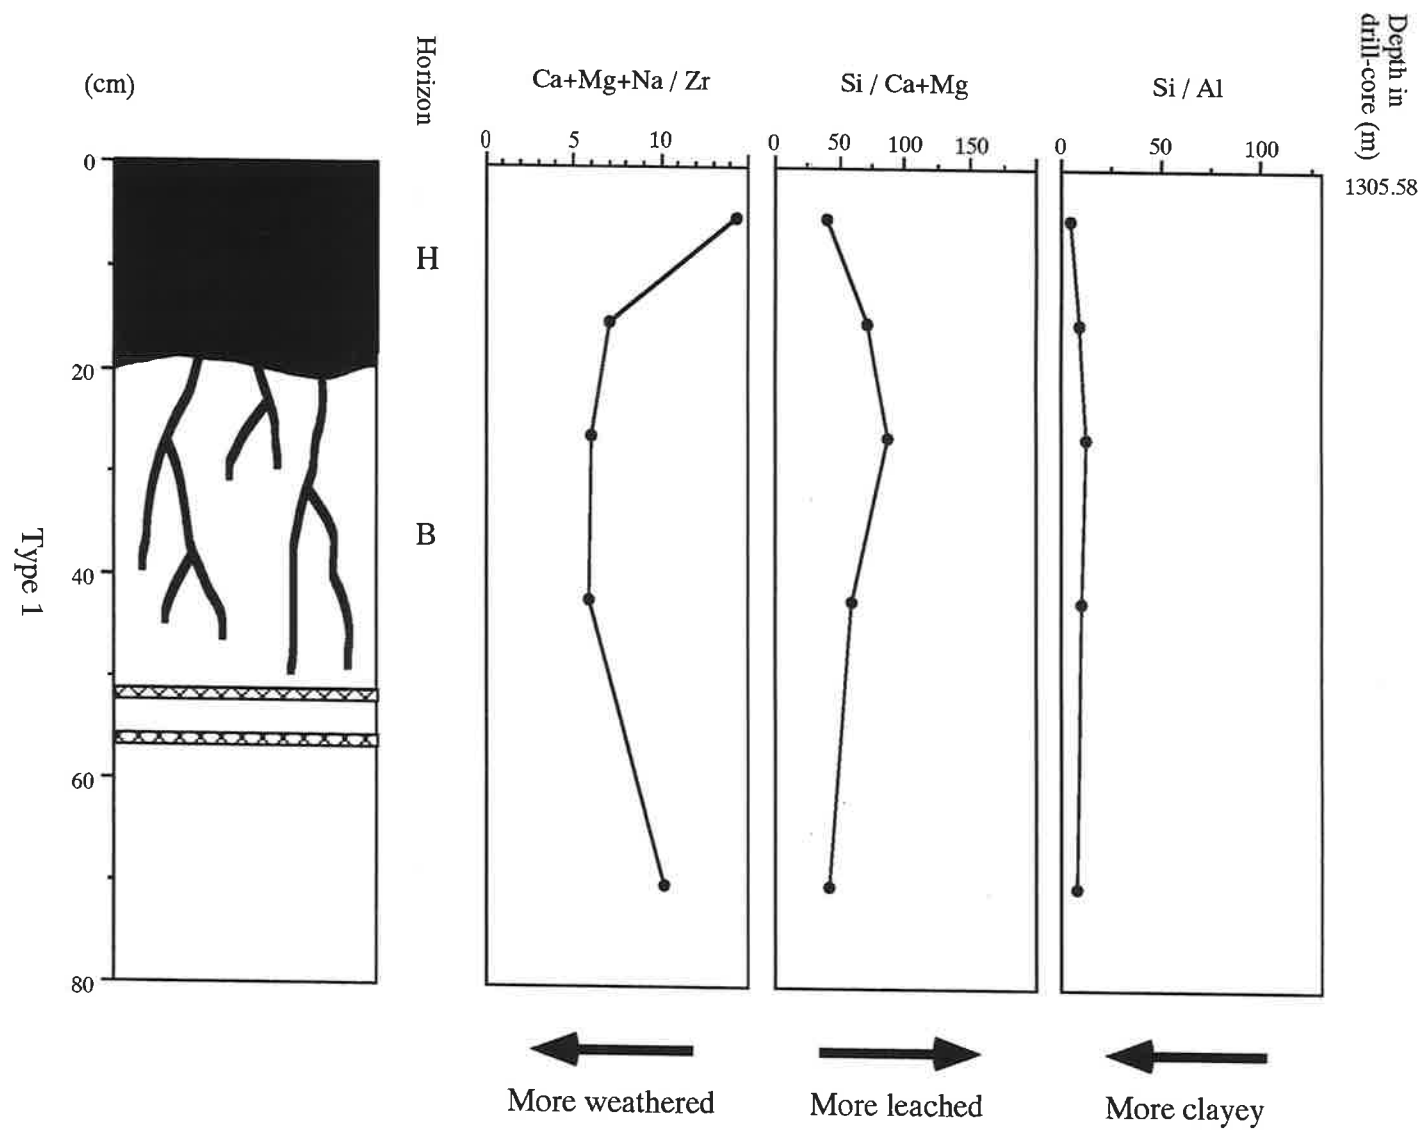 Depth in
drill-core (m)
1305.58
(cm)
Horizon
Ca+Mg+Na / Zr
Si / Ca+Mg
Si / Al
0 5 10
0 50 100 150
0 50 100
0
20
40
60
80
H
B
Type 1
More weathered
More leached
More clayey